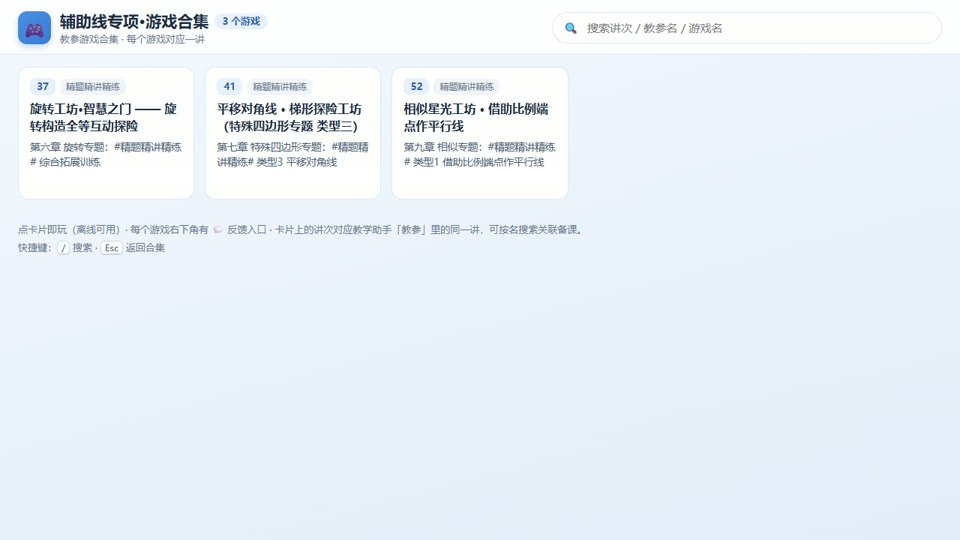 辅助线专项•游戏合集 3 个游戏
教参游戏合集 · 每个游戏对应一讲
搜索讲次 / 教参名 / 游戏名
37 精题精讲精练
旋转工坊•智慧之门 —— 旋
转构造全等互动探险
第六章 旋转专题：#精题精讲精练
# 综合拓展训练
41 精题精讲精练
平移对角线 • 梯形探险工坊
（特殊四边形专题 类型三）
第七章 特殊四边形专题：#精题精
讲精练# 类型3 平移对角线
52 精题精讲精练
相似星光工坊 • 借助比例端
点作平行线
第九章 相似专题：#精题精讲精练
# 类型1 借助比例端点作平行线
点卡片即玩（离线可用）· 每个游戏右下角有 反馈入口 · 卡片上的讲次对应教学助手「教参」里的同一讲，可按名搜索关联备课。
快捷键： / 搜索 · Esc 返回合集